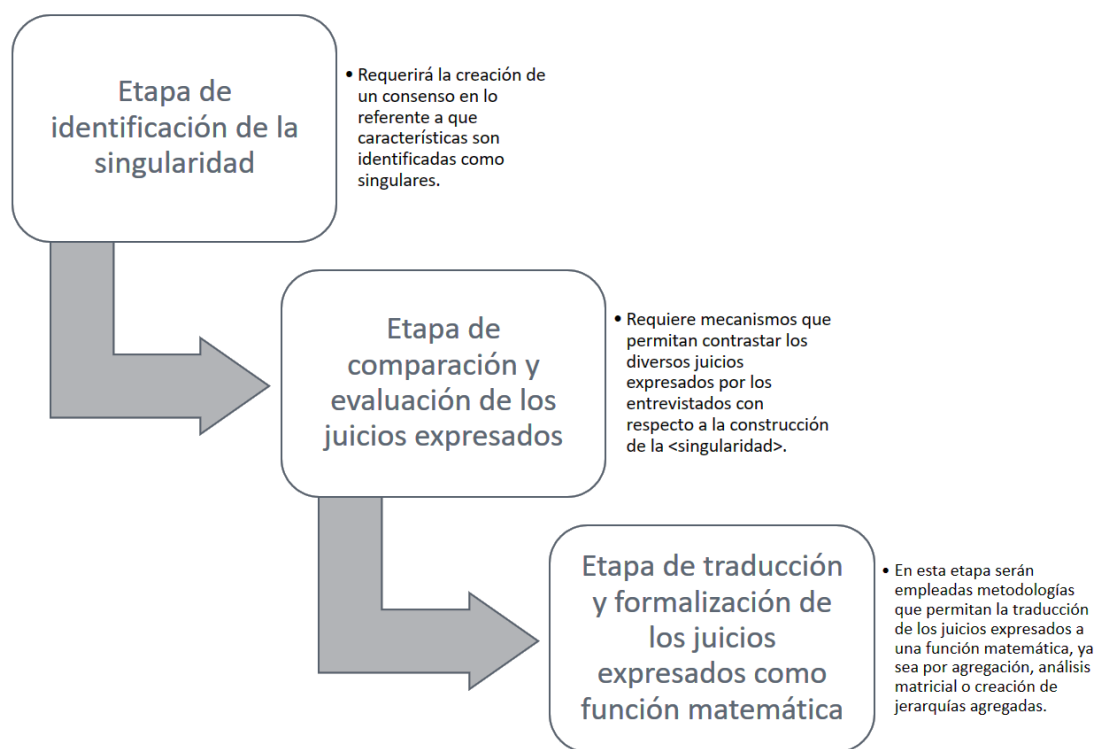 Etapa de
identificación de la
singularidad
• Requerirá la creación de
un consenso en lo
referente a que
características son
identificadas como
singulares.
Etapa de
comparación y
evaluación de los
juicios expresados
• Requiere mecanismos que
permitan contrastar los
diversos juicios
expresados por los
entrevistados con
respecto a la construcción
de la <singularidad>.
Etapa de traducción
y formalización de
los juicios
expresados como
función matemática
• En esta etapa serán
empleadas metodologías
que permitan la traducción
de los juicios expresados a
una función matemática, ya
sea por agregación, análisis
matricial o creación de
jerarquías agregadas.